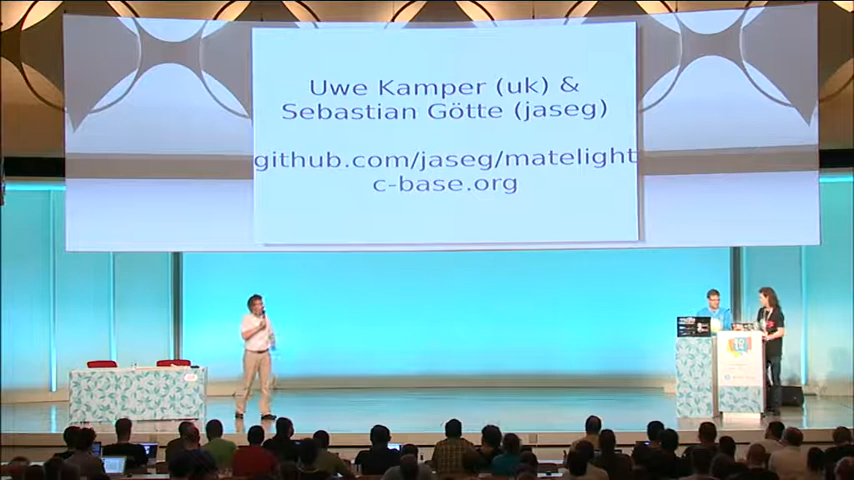 Uwe Kamper (uk) &
Sebastian Götte (jaseg)
github.com/jaseg/matelight
c-base.org